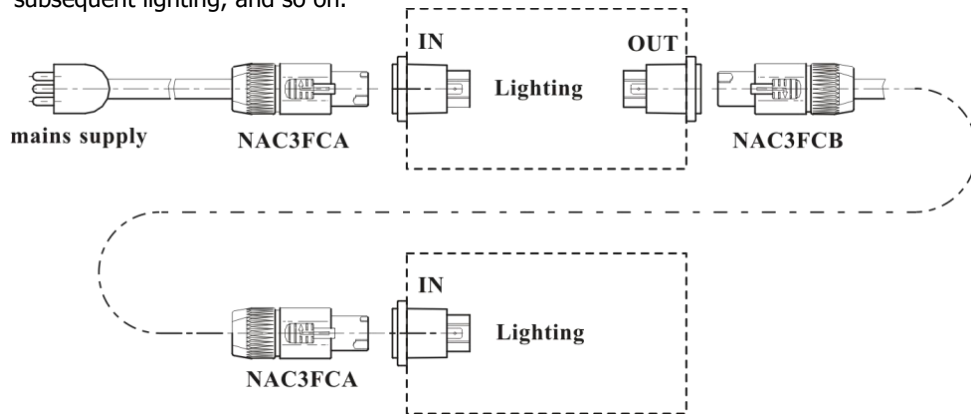 subsequent lighting, and so on.
IN
OUT
Lighting
mains supply
NAC3FCA
NAC3FCB
IN
Lighting
NAC3FCA